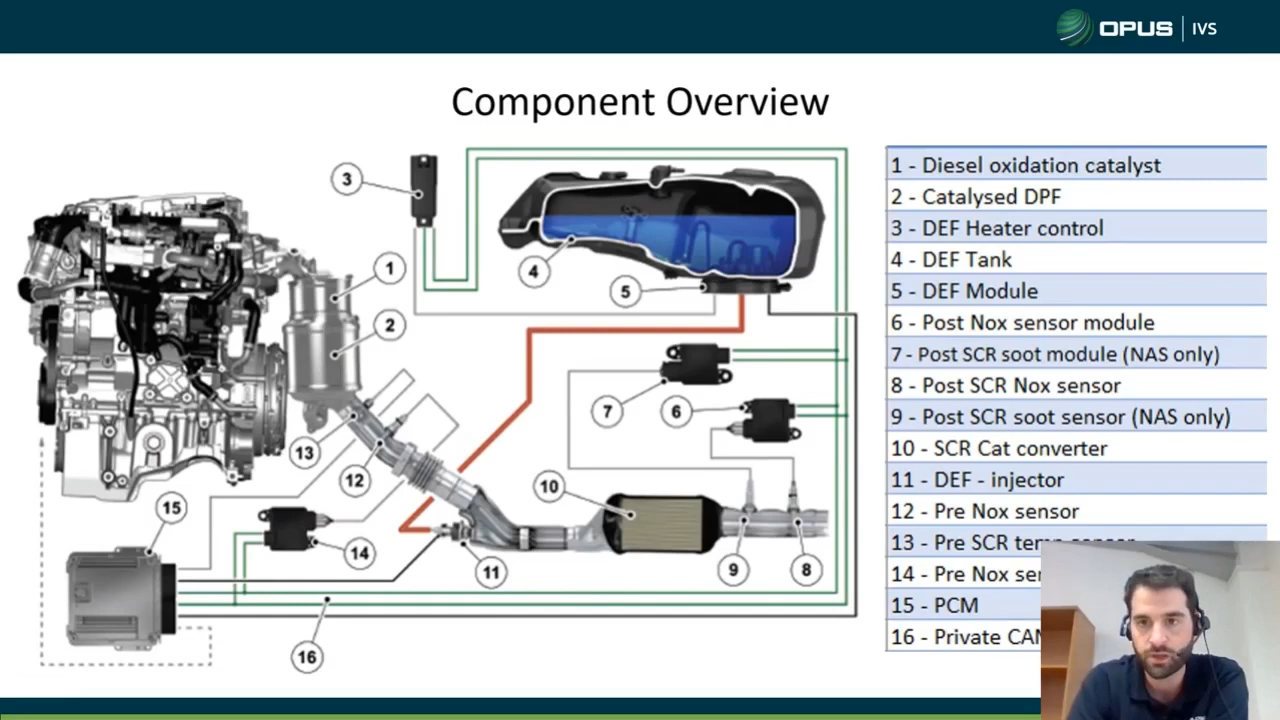 OPUS IVS
Component Overview
1 - Diesel oxidation catalyst
2 - Catalysed DPF
3 - DEF Heater control
4 - DEF Tank
5 - DEF Module
6 - Post Nox sensor module
7 - Post SCR soot module (NAS only)
8 - Post SCR Nox sensor
9 - Post SCR soot sensor (NAS only)
10 - SCR Cat converter
11 - DEF - injector
12 - Pre Nox sensor
13 - Pre SCR temp sensor
14 - Pre Nox
15 - PCM
16 - Private CAN
3
1
2
4
5
7
6
13
12
10
15
14
11
9
8
16